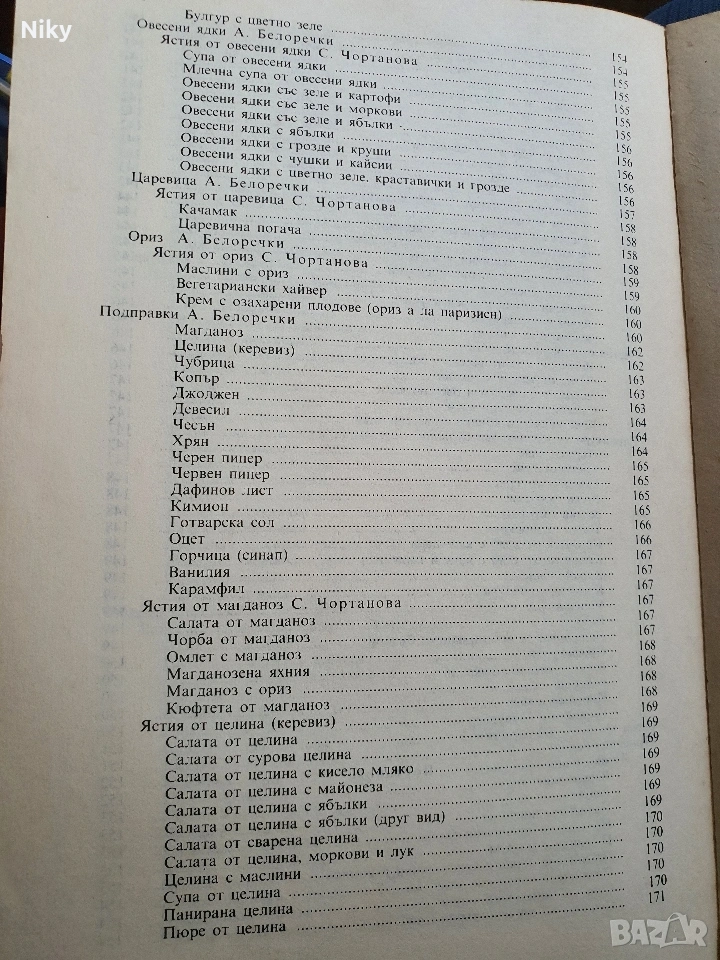 Niky
Булгур с цветно зеле 154
Овесени ядки А. Белоречки 154
Ястия от овесени ядки С. Чортанова 155
Супа от овесени ядки 155
Млечна супа от овесени ядки 155
Овесени ядки със зеле и картофи 155
Овесени ядки със зеле и моркови 155
Овесени ядки със зеле и ябълки 156
Овесени ядки с ябълки 156
Овесени ядки с грозде и круши 156
Овесени ядки с чушки и кайсии 156
Овесени ядки с цветно зеле, краставички и грозде 156
Царевица А. Белоречки 157
Ястия от царевица С. Чортанова 158
Качамак 158
Царевична погача 158
Ориз А. Белоречки 158
Ястия от ориз С. Чортанова 159
Маслини с ориз 159
Вегетариански хайвер 160
Крем с озахарени плодове (ориз а ла паризиен) 160
Подправки А. Белоречки 160
Магданоз 162
Целина (керевиз) 162
Чубрица 163
Копър 163
Джоджен 163
Девесил 164
Чесън 164
Хрян 164
Черен пипер 165
Червен пипер 165
Дафинов лист 165
Кимион 165
Готварска сол 166
Оцет 166
Горчица (синап) 167
Ванилия 167
Карамфил 167
Ястия от магданоз С. Чортанова 167
Салата от магданоз 167
Чорба от магданоз 167
Омлет с магданоз 168
Магданозена яхния 168
Магданоз с ориз 168
Кюфтета от магданоз 168
Ястия от целина (керевиз) 169
Салата от целина 169
Салата от сурова целина 169
Салата от целина с кисело мляко 169
Салата от целина с майонеза 169
Салата от целина с ябълки 169
Салата от целина с ябълки (друг вид) 169
Салата от сварена целина 170
Салата от целина, моркови и лук 170
Целина с маслини 170
Супа от целина 170
Панирана целина 170
Пюре от целина 171
BAZAR